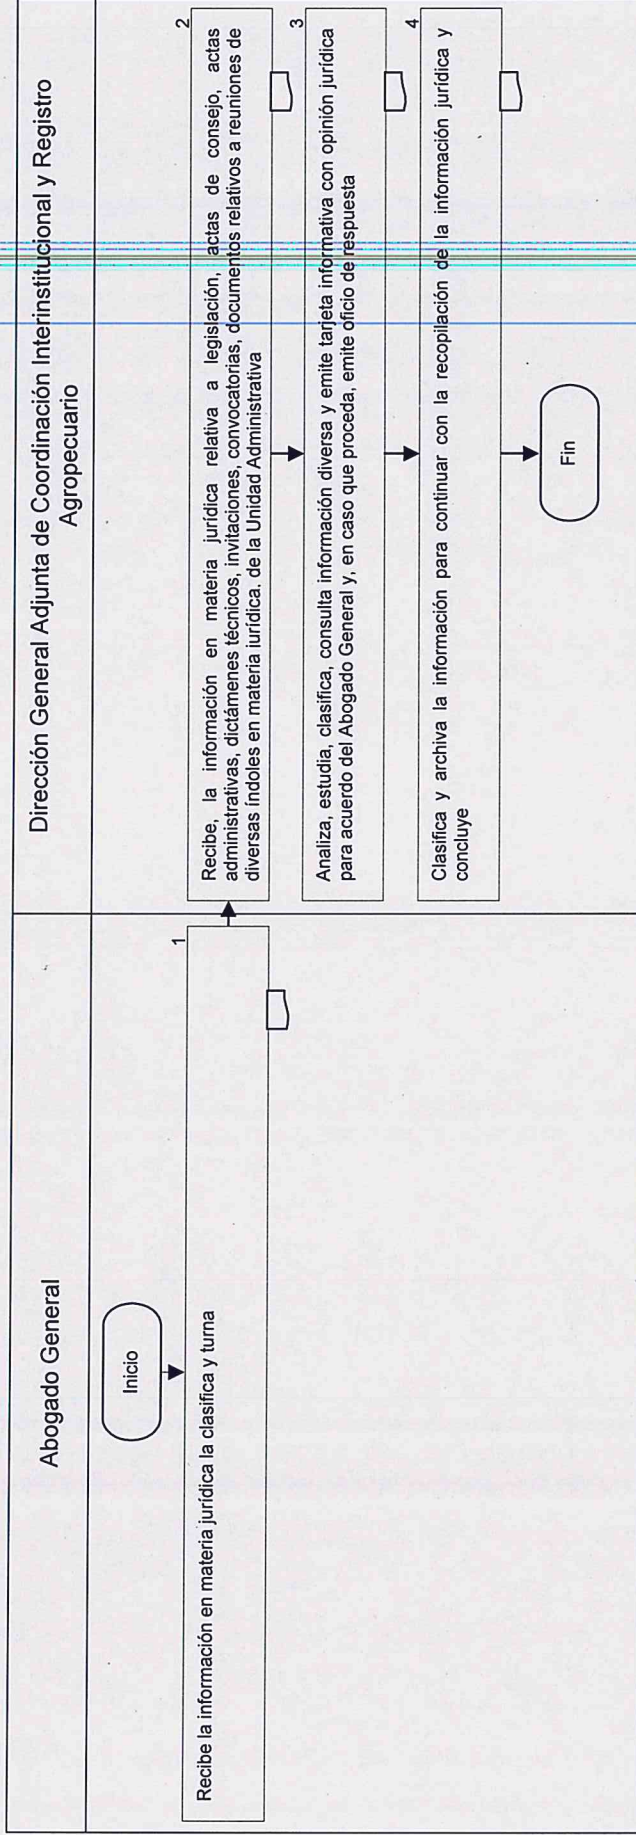 Abogado General
Dirección General Adjunta de Coordinación Interinstitucional y Registro
Agropecuario
Inicio
1
Recibe la información en materia jurídica la clasifica y turna
2
Recibe, la información en materia jurídica relativa a legislación, actas de consejo, actas
administrativas, dictámenes técnicos, invitaciones, convocatorias, documentos relativos a reuniones de
diversas índoles en materia jurídica. de la Unidad Administrativa
3
Analiza, estudia, clasifica, consulta información diversa y emite tarjeta informativa con opinión jurídica
para acuerdo del Abogado General y, en caso que proceda, emite oficio de respuesta
4
Clasifica y archiva la información para continuar con la recopilación de la información jurídica y
concluye
Fin